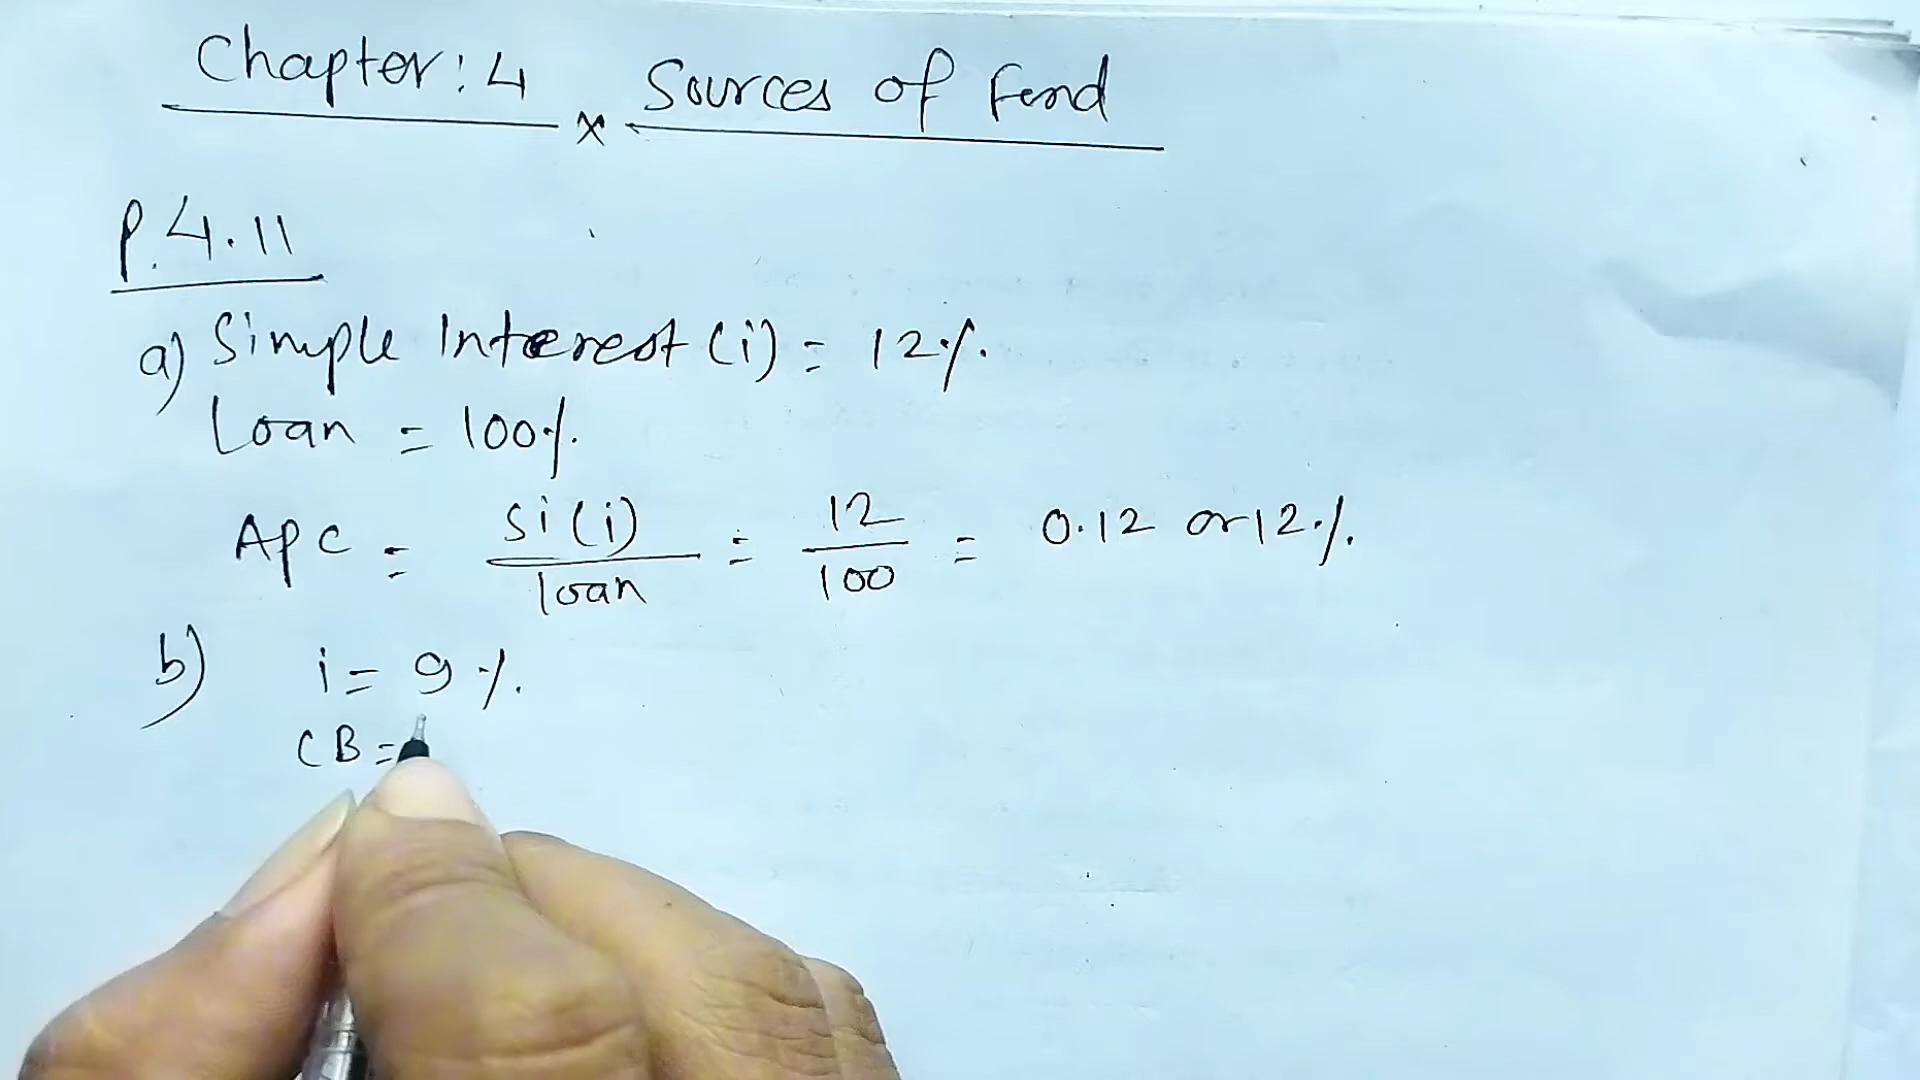 Chapter: 4 x Sources of Fend
P. 4.11
a) Simple Interest (i) = 12%.
Loan = 100%.
APC = Si(i) / loan = 12 / 100 = 0.12 or 12%.
b) i = 9%.
CB =